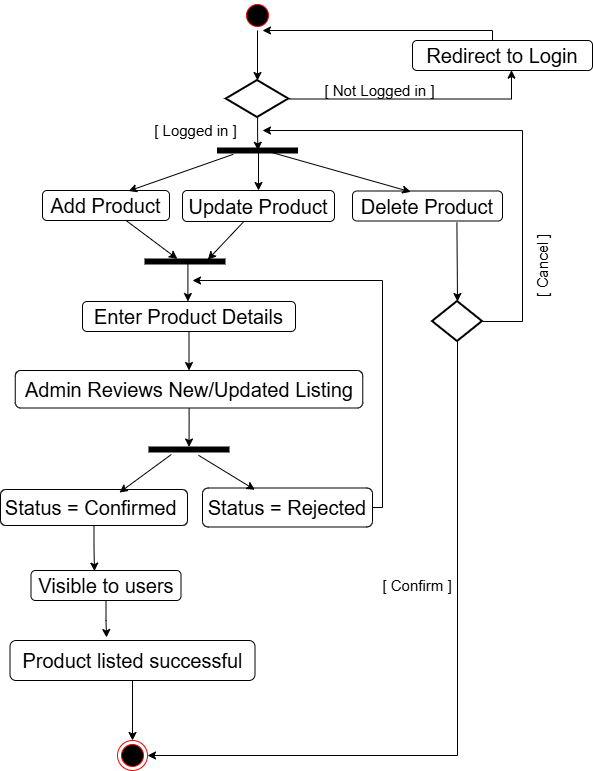 Redirect to Login
[ Not Logged in ]
[ Logged in ]
Add Product
Update Product
Delete Product
[ Cancel ]
Enter Product Details
Admin Reviews New/Updated Listing
Status = Confirmed
Status = Rejected
Visible to users
[ Confirm ]
Product listed successful